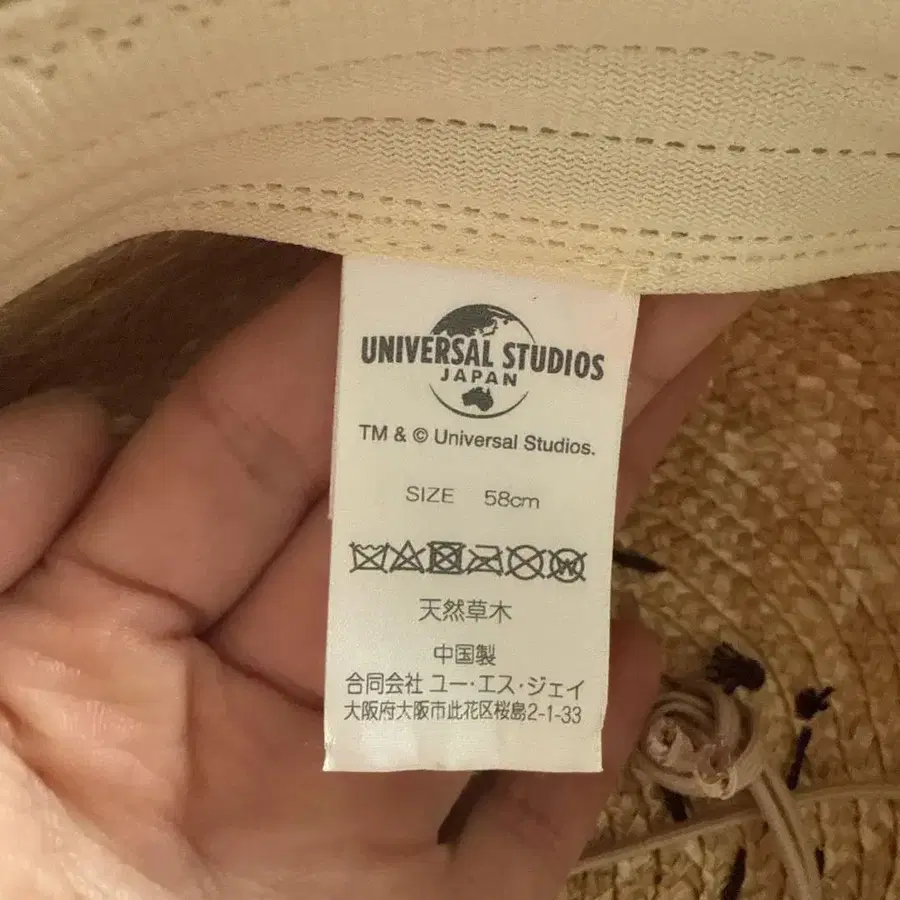 UNIVERSAL STUDIOS
JAPAN
TM & © Universal Studios.
SIZE 58cm
天然草木
中国製
合同会社 ユー・エス・ジェイ
大阪府大阪市此花区桜島2-1-33